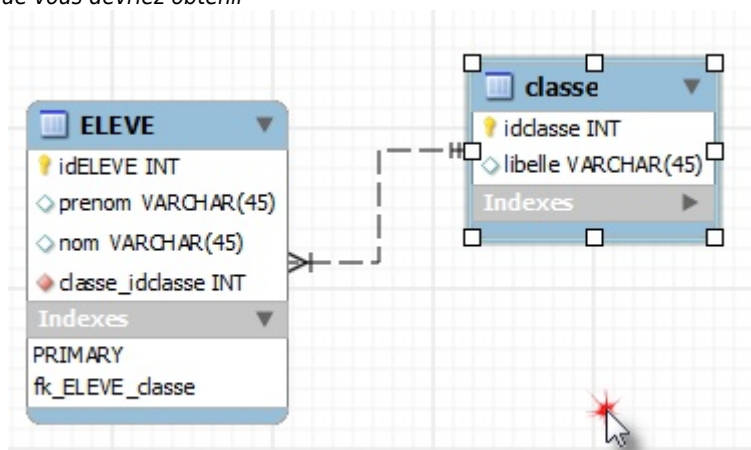 que vous devriez obtenir
ELEVE
idELEVE INT
prenom VARCHAR(45)
nom VARCHAR(45)
classe_idclasse INT
Indexes
PRIMARY
fk_ELEVE_classe
classe
idclasse INT
libelle VARCHAR(45)
Indexes